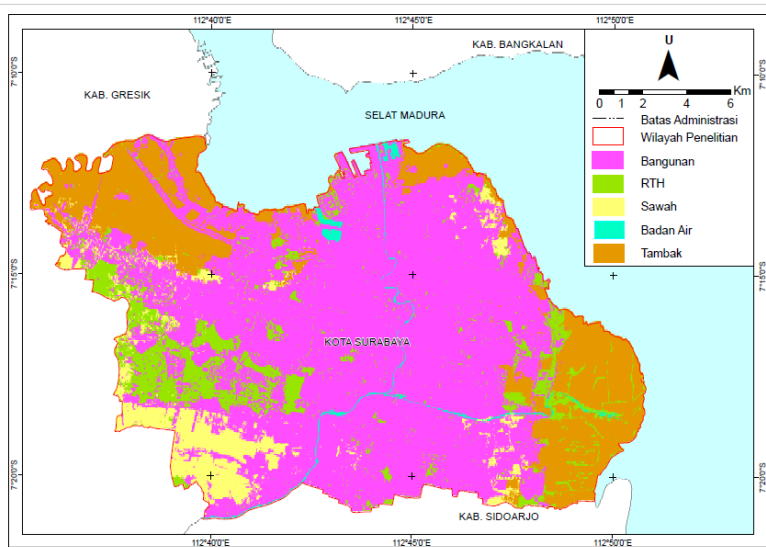 112°40'0"E
112°45'0"E
112°50'0"E
KAB. BANGKALAN
U
7°10'0"S
7°10'0"S
KAB. GRESIK
Km
0 1 2 4 6
SELAT MADURA
Batas Administrasi
Wilayah Penelitian
Bangunan
RTH
Sawah
Badan Air
Tambak
7°15'0"S
7°15'0"S
KOTA SURABAYA
7°20'0"S
7°20'0"S
KAB. SIDOARJO
112°40'0"E
112°45'0"E
112°50'0"E